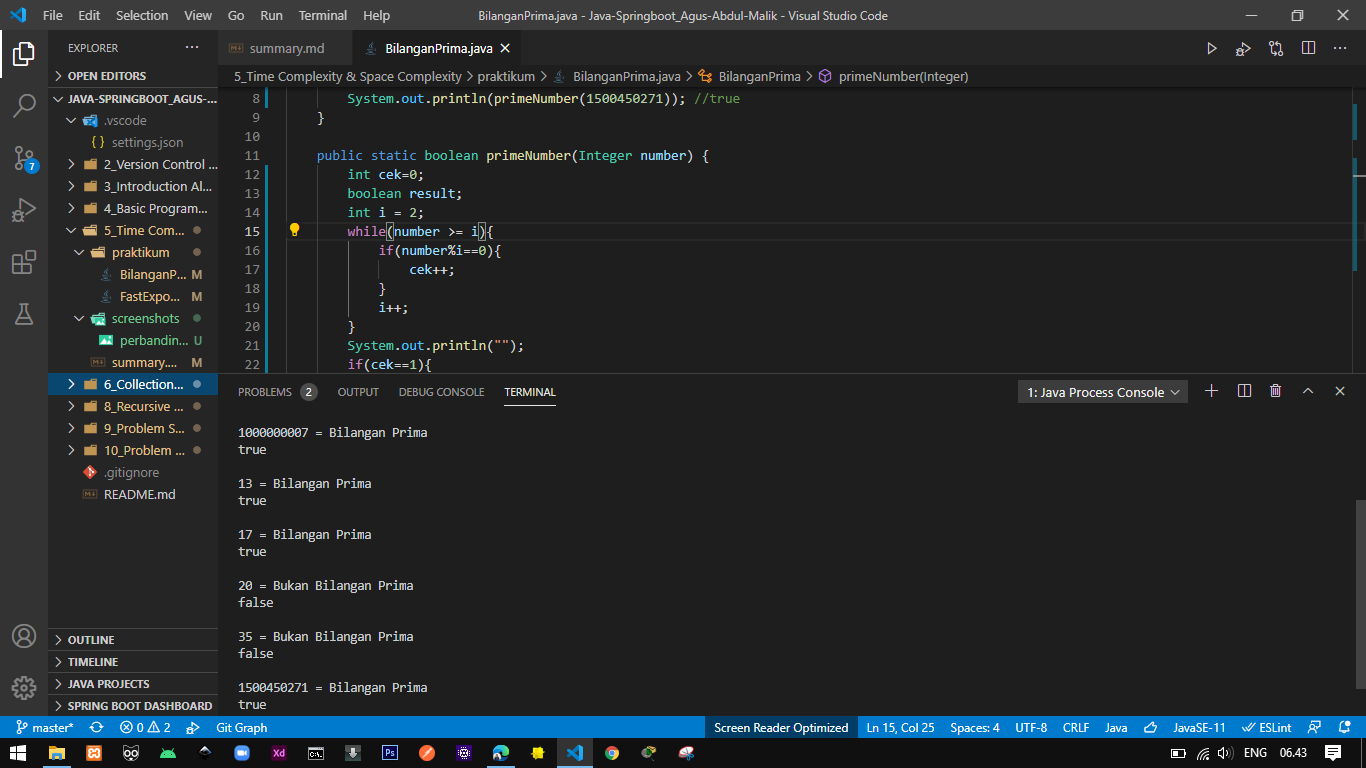 File Edit Selection View Go Run Terminal Help
BilanganPrima.java - Java-Springboot_Agus-Abdul-Malik - Visual Studio Code
EXPLORER
OPEN EDITORS
JAVA-SPRINGBOOT_AGUS-...
.vscode
{ } settings.json
2_Version Control ...
3_Introduction Al...
4_Basic Program...
5_Time Com...
praktikum
BilanganP... M
FastExpo... M
screenshots
perbandin... U
summary.... M
6_Collection...
8_Recursive ...
9_Problem S...
10_Problem ...
.gitignore
README.md
OUTLINE
TIMELINE
JAVA PROJECTS
SPRING BOOT DASHBOARD
7
summary.md BilanganPrima.java
5_Time Complexity & Space Complexity > praktikum > BilanganPrima.java > BilanganPrima > primeNumber(Integer)
8 System.out.println(primeNumber(1500450271)); //true
9 }
10
11 public static boolean primeNumber(Integer number) {
12 int cek=0;
13 boolean result;
14 int i = 2;
15 while(number >= i){
16 if(number%i==0){
17 cek++;
18 }
19 i++;
20 }
21 System.out.println("");
22 if(cek==1){
PROBLEMS 2 OUTPUT DEBUG CONSOLE TERMINAL
1: Java Process Console
1000000007 = Bilangan Prima
true
13 = Bilangan Prima
true
17 = Bilangan Prima
true
20 = Bukan Bilangan Prima
false
35 = Bukan Bilangan Prima
false
1500450271 = Bilangan Prima
true
master* 0 2 Git Graph
Screen Reader Optimized Ln 15, Col 25 Spaces: 4 UTF-8 CRLF Java JavaSE-11 ESLint
Xd Ps ENG 06.43